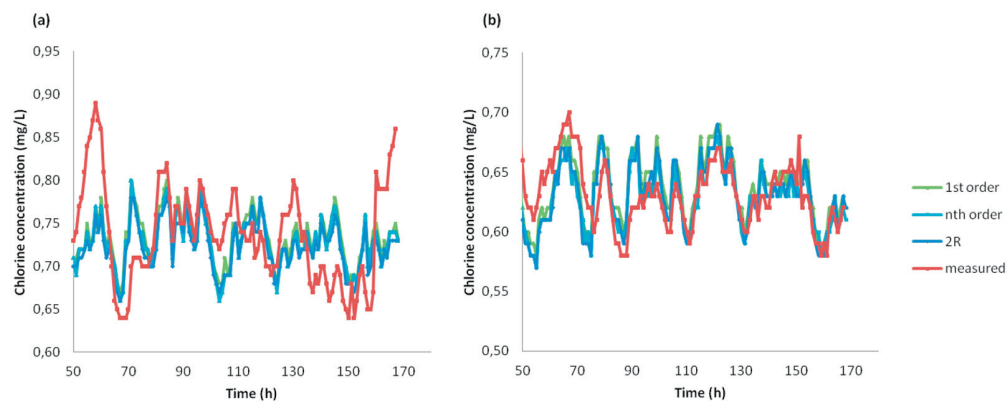 (a)
Chlorine concentration (mg/L)
0,95
0,90
0,85
0,80
0,75
0,70
0,65
0,60
50 70 90 110 130 150 170
Time (h)
(b)
Chlorine concentration (mg/L)
0,75
0,70
0,65
0,60
0,55
0,50
50 70 90 110 130 150 170
Time (h)
1st order
nth order
2R
measured